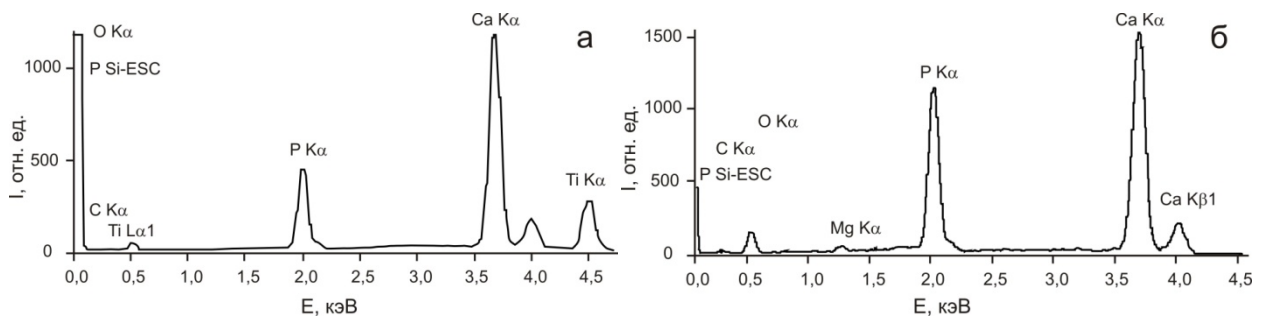 а
I, отн. ед.
1000
500
0
O Kα
P Si-ESC
C Kα
Ti Lα1
P Kα
Ca Kα
Ti Kα
0,0 0,5 1,0 1,5 2,0 2,5 3,0 3,5 4,0 4,5
E, кэВ
б
I, отн. ед.
1500
1000
500
0
O Kα
C Kα
P Si-ESC
Mg Kα
P Kα
Ca Kα
Ca Kβ1
0,0 0,5 1,0 1,5 2,0 2,5 3,0 3,5 4,0 4,5
E, кэВ